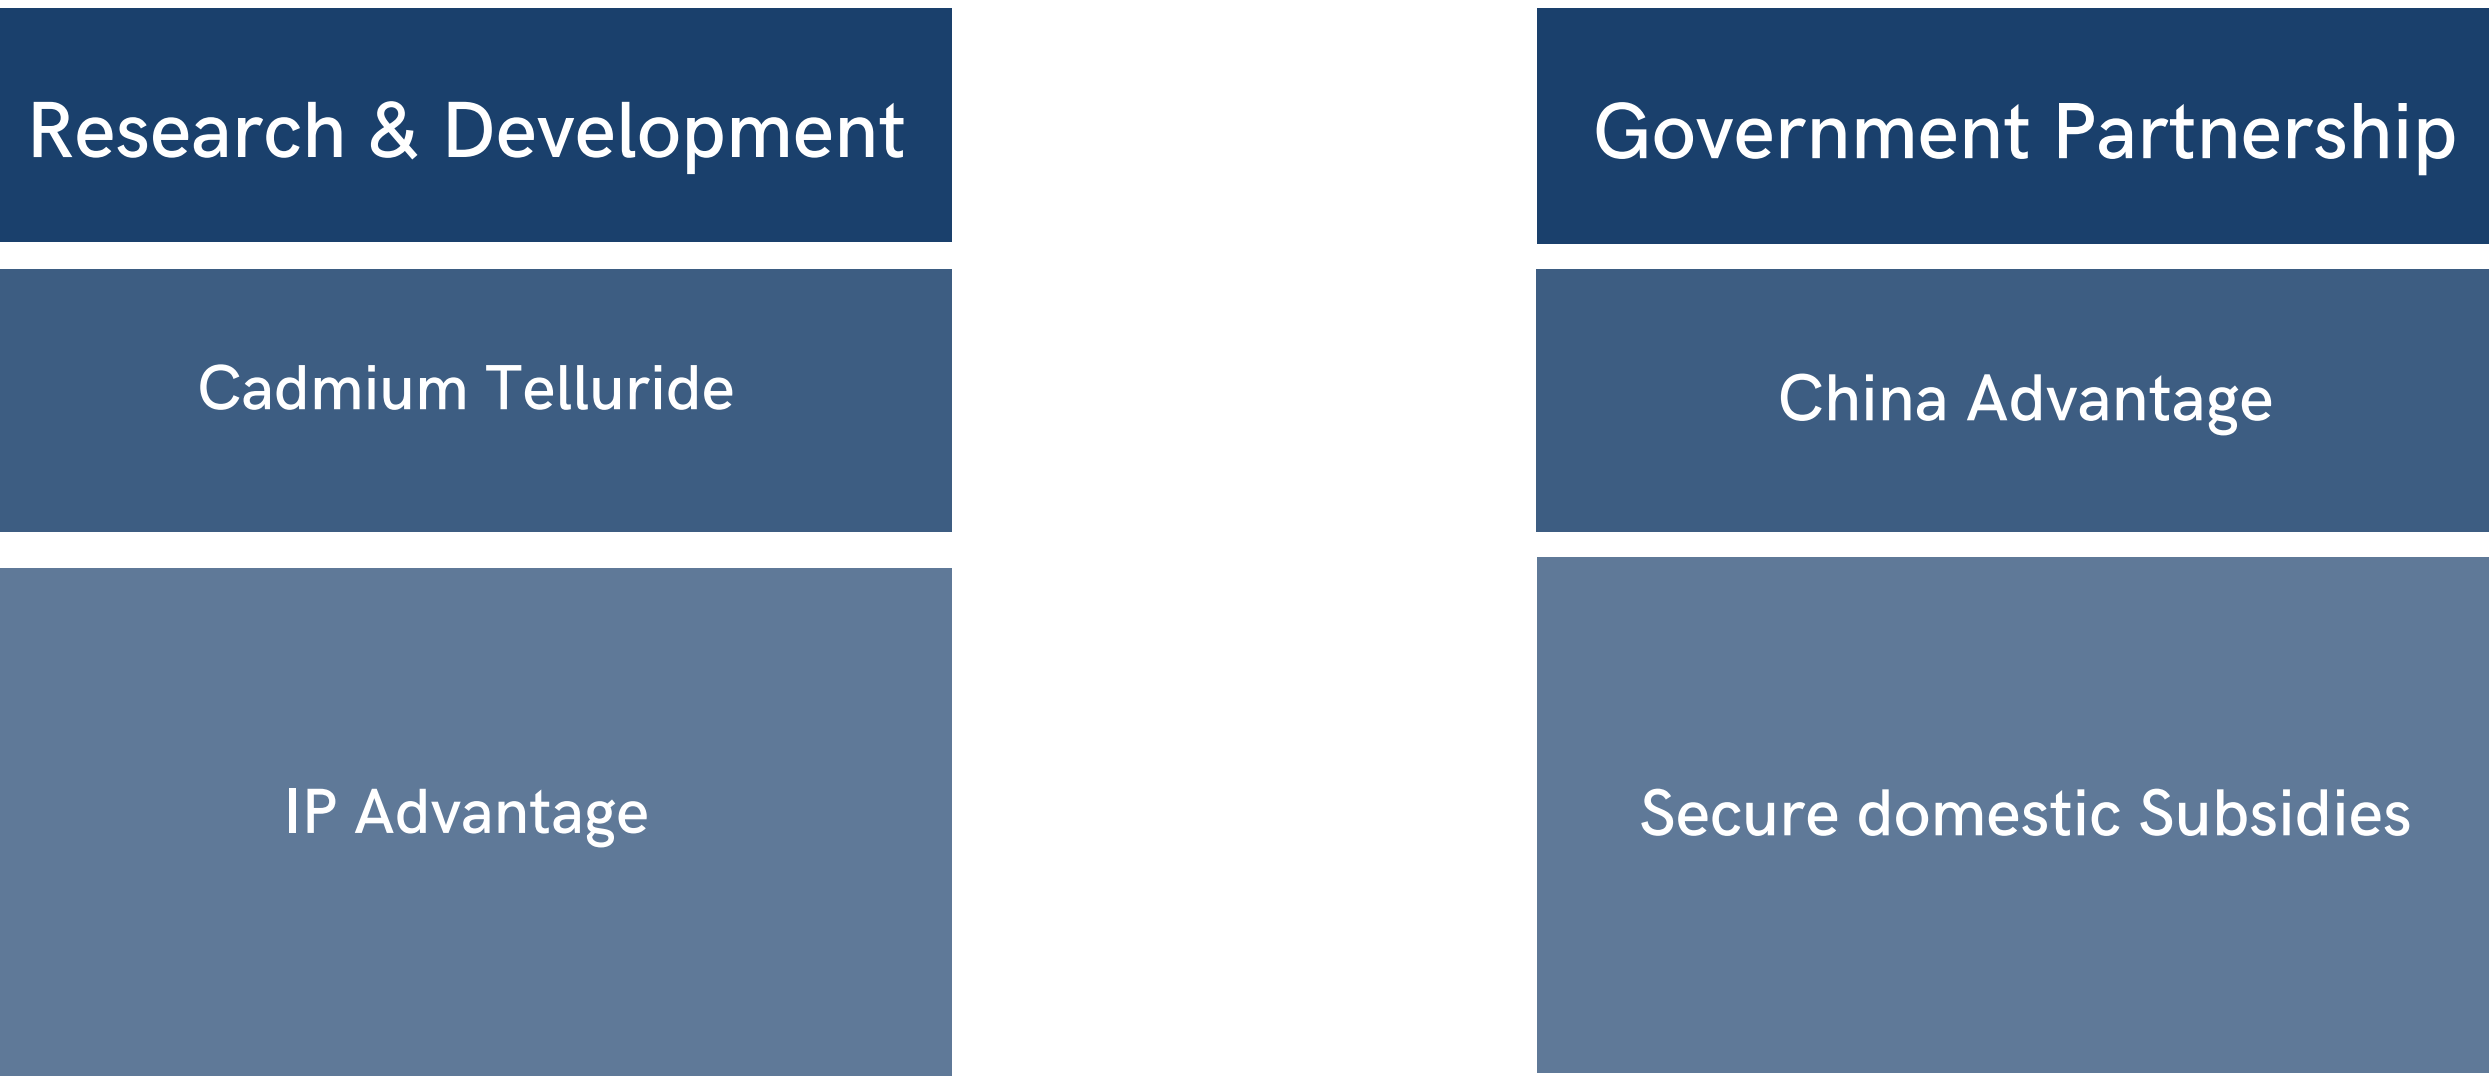 Research & Development
Government Partnership
Cadmium Telluride
China Advantage
IP Advantage
Secure domestic Subsidies